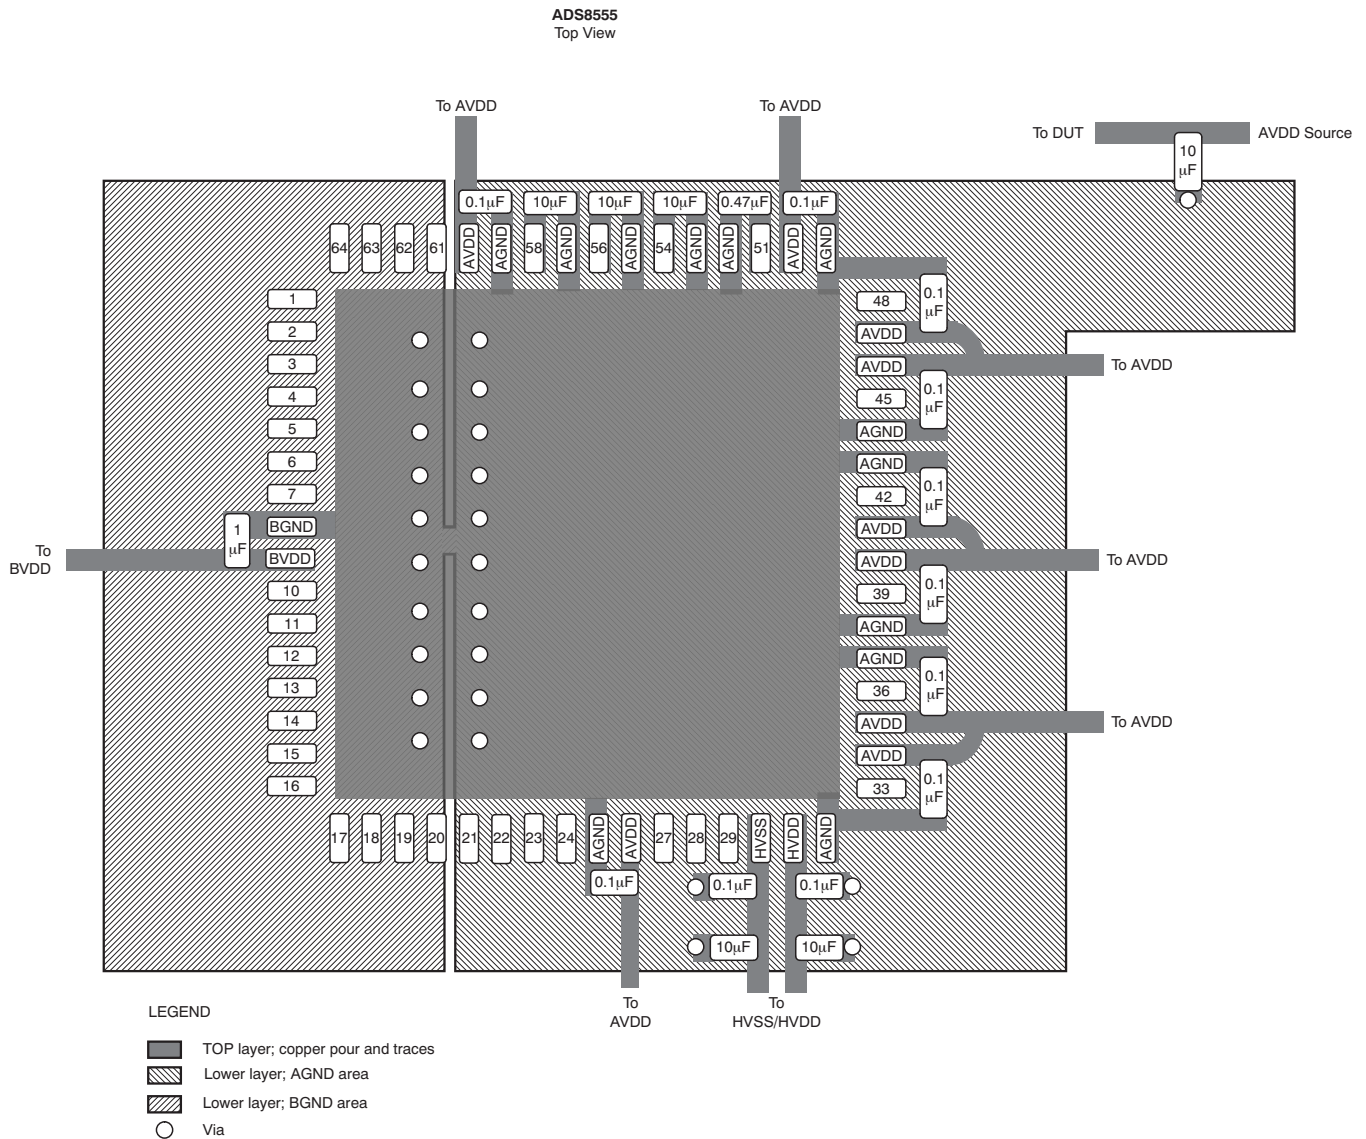 ADS8555
Top View
To AVDD
To AVDD
To DUT
AVDD Source
10
µF
0.1µF
10µF
10µF
10µF
0.47µF
0.1µF
64
63
62
61
AVDD
AGND
58
AGND
56
AGND
54
AGND
AGND
51
AVDD
AGND
1
2
3
4
5
6
7
BGND
BVDD
10
11
12
13
14
15
16
1
µF
To
BVDD
48
AVDD
AVDD
45
AGND
AGND
42
AVDD
AVDD
39
AGND
AGND
36
AVDD
AVDD
33
0.1
µF
0.1
µF
0.1
µF
0.1
µF
0.1
µF
0.1
µF
To AVDD
To AVDD
To AVDD
17
18
19
20
21
22
23
24
AGND
AVDD
27
28
29
HVSS
HVDD
AGND
0.1µF
0.1µF
0.1µF
10µF
10µF
To
AVDD
To
HVSS/HVDD
LEGEND
TOP layer; copper pour and traces
Lower layer; AGND area
Lower layer; BGND area
Via